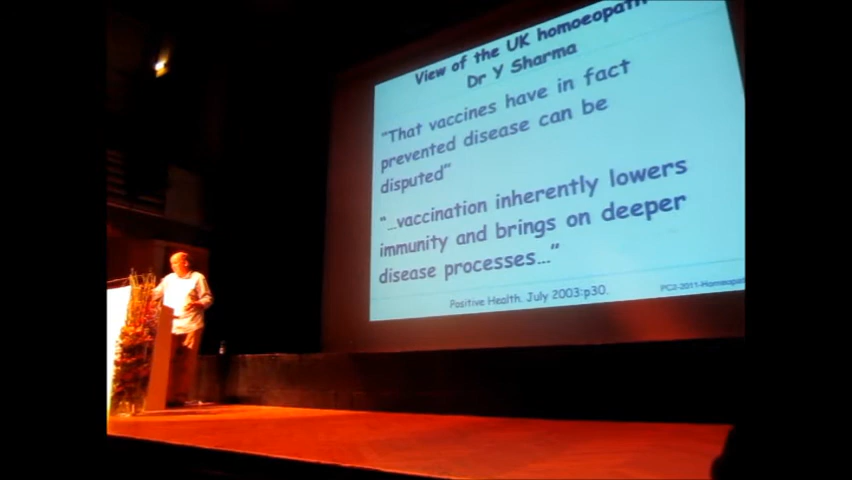 View of the UK homoeopath
Dr Y Sharma
"That vaccines have in fact
prevented disease can be
disputed"
"…vaccination inherently lowers
immunity and brings on deeper
disease processes…"
Positive Health. July 2003:p30.
PC2-2011-Homeopat